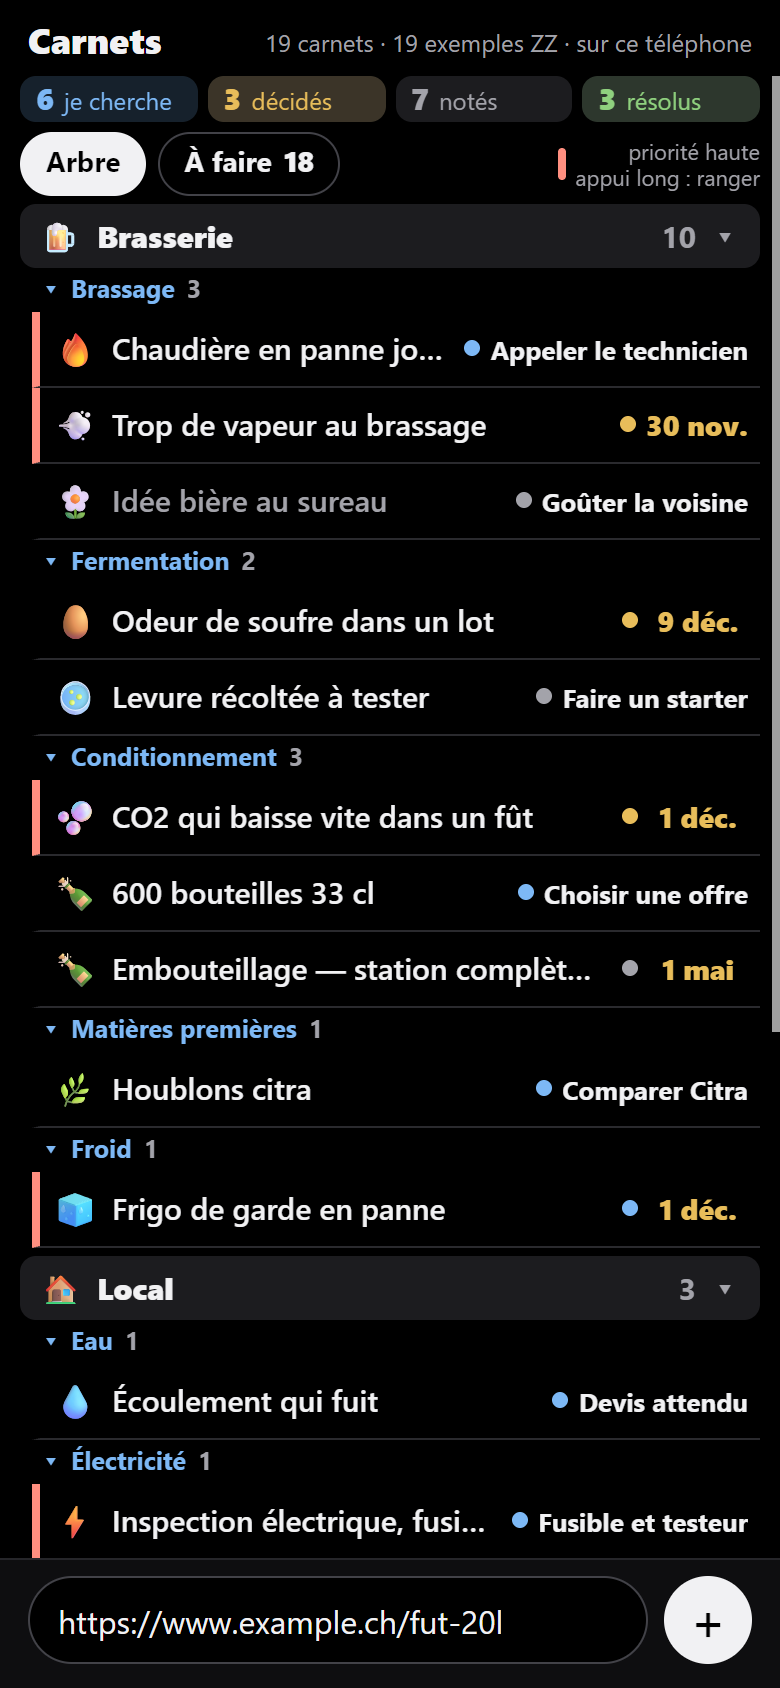 Carnets
19 carnets · 19 exemples ZZ · sur ce téléphone
6 je cherche
3 décidés
7 notés
3 résolus
Arbre
À faire 18
priorité haute
appui long : ranger
Brasserie 10
Brassage 3
Chaudière en panne jo... Appeler le technicien
Trop de vapeur au brassage 30 nov.
Idée bière au sureau Goûter la voisine
Fermentation 2
Odeur de soufre dans un lot 9 déc.
Levure récoltée à tester Faire un starter
Conditionnement 3
CO2 qui baisse vite dans un fût 1 déc.
600 bouteilles 33 cl Choisir une offre
Embouteillage — station complèt... 1 mai
Matières premières 1
Houblons citra Comparer Citra
Froid 1
Frigo de garde en panne 1 déc.
Local 3
Eau 1
Écoulement qui fuit Devis attendu
Électricité 1
Inspection électrique, fusi... Fusible et testeur
https://www.example.ch/fut-20l
+